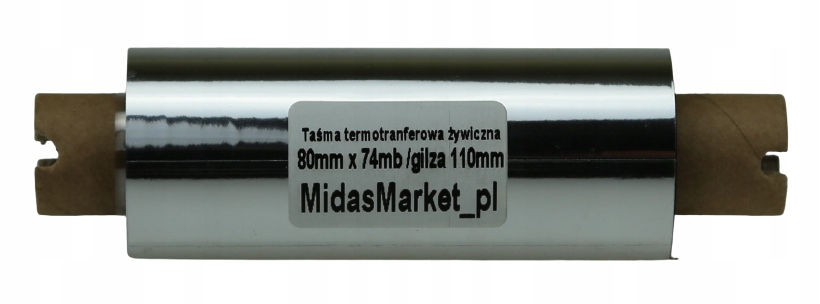 Taśma termotranferowa żywiczna
80mm x 74mb /gilza 110mm
MidasMarket_pl